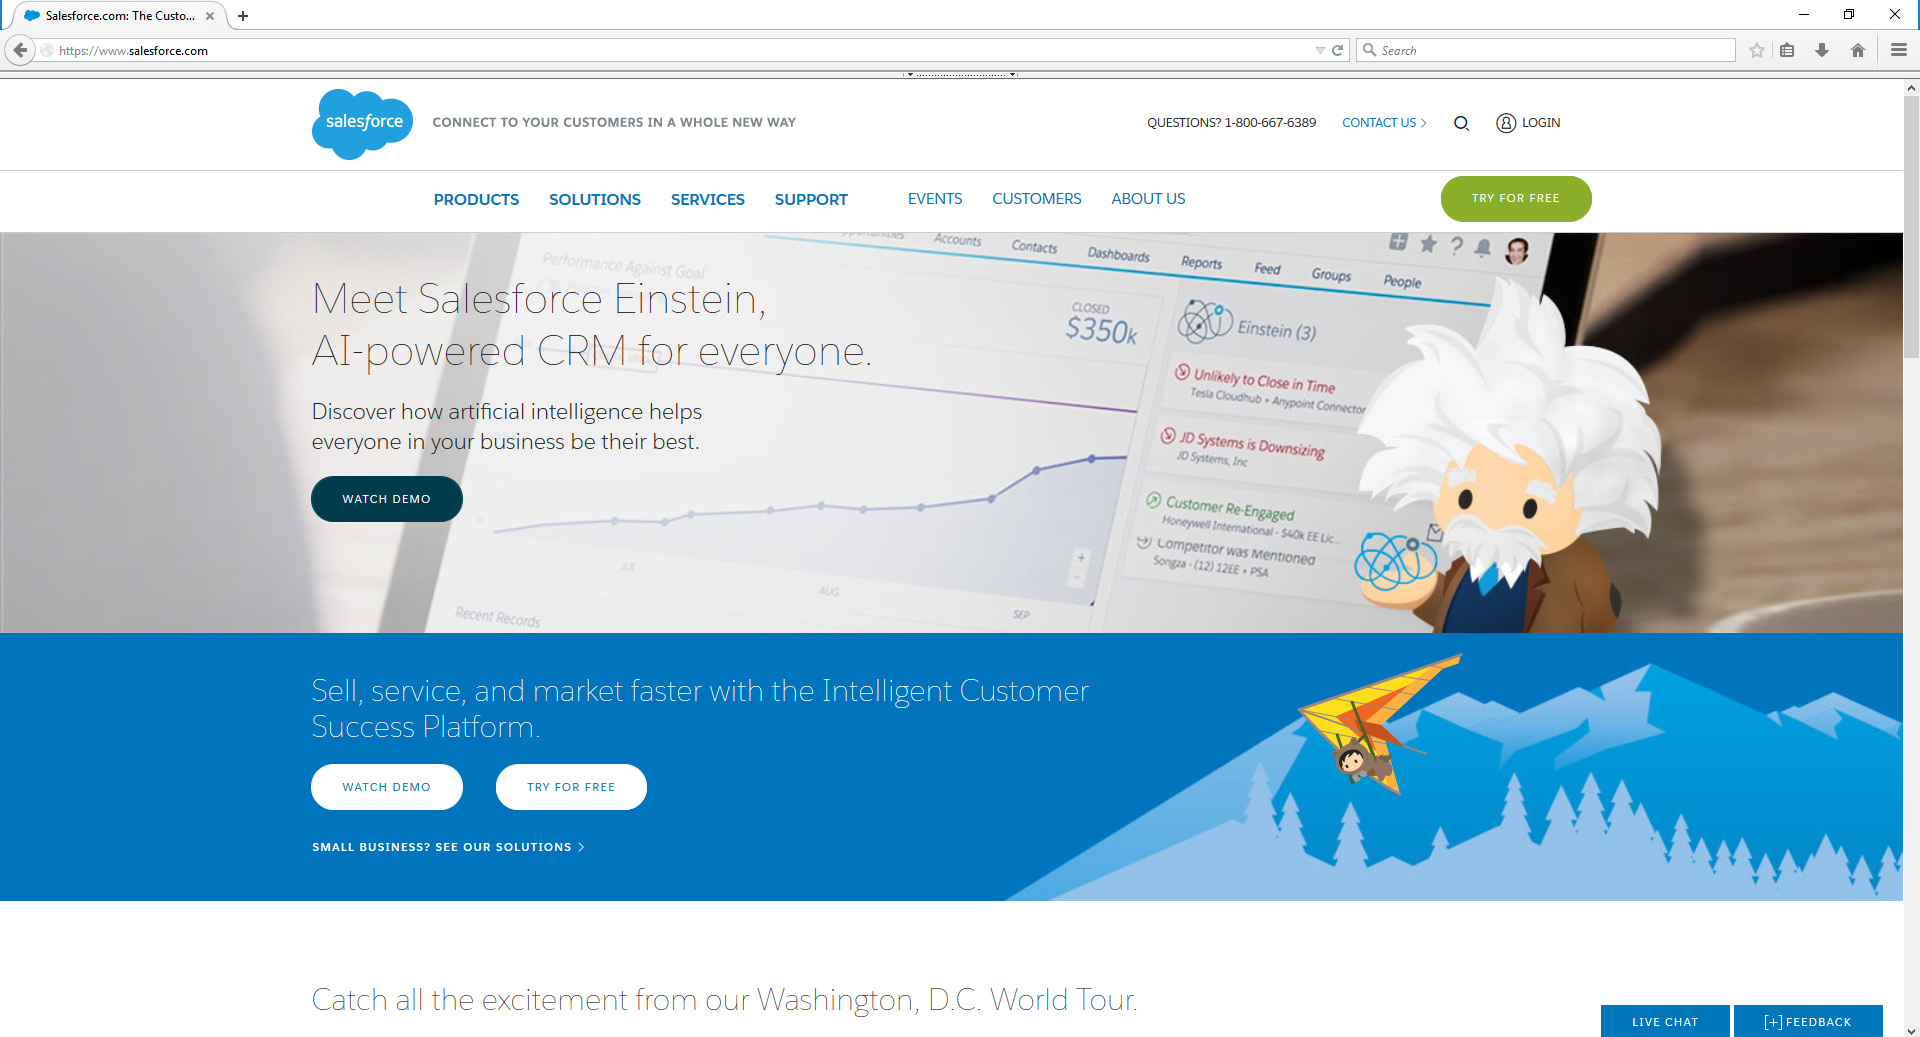 Salesforce.com: The Custo...
https://www.salesforce.com
Search
salesforce
CONNECT TO YOUR CUSTOMERS IN A WHOLE NEW WAY
QUESTIONS? 1-800-667-6389
CONTACT US
LOGIN
PRODUCTS
SOLUTIONS
SERVICES
SUPPORT
EVENTS
CUSTOMERS
ABOUT US
TRY FOR FREE
Accounts
Contacts
Dashboards
Reports
Feed
Groups
People
Performance Against Goal
Meet Salesforce Einstein,
AI-powered CRM for everyone.
Discover how artificial intelligence helps
everyone in your business be their best.
WATCH DEMO
CLOSED
$350k
Einstein (3)
Unlikely to Close in Time
Tesla Cloudhub + Anypoint Connector
JD Systems is Downsizing
JD Systems, Inc
Customer Re-Engaged
Honeywell International - $40k EE Lic...
Competitor was Mentioned
Songza - (12) 12EE + PSA
JUL
AUG
SEP
Recent Records
Sell, service, and market faster with the Intelligent Customer
Success Platform.
WATCH DEMO
TRY FOR FREE
SMALL BUSINESS? SEE OUR SOLUTIONS
Catch all the excitement from our Washington, D.C. World Tour.
LIVE CHAT
[+] FEEDBACK